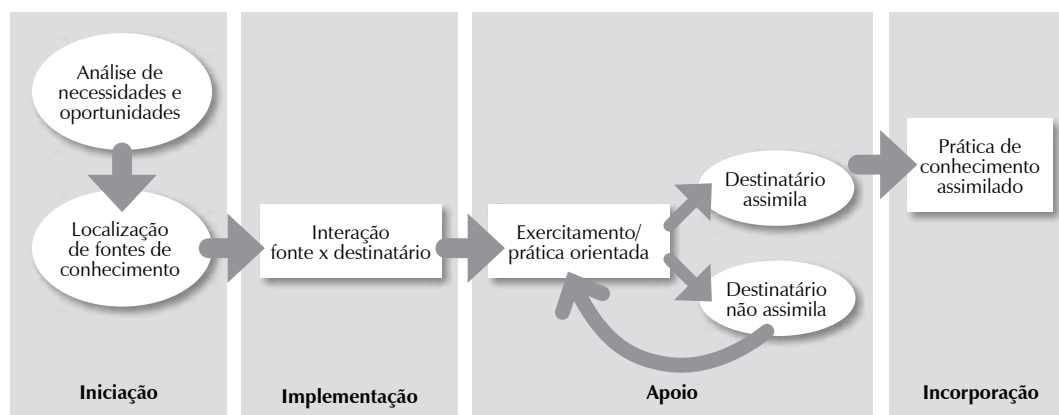 Análise de
necessidades e
oportunidades
Localização
de fontes de
conhecimento
Iniciação
Interação
fonte x destinatário
Implementação
Exercitamento/
prática orientada
Destinatário
assimila
Destinatário
não assimila
Apoio
Prática de
conhecimento
assimilado
Incorporação